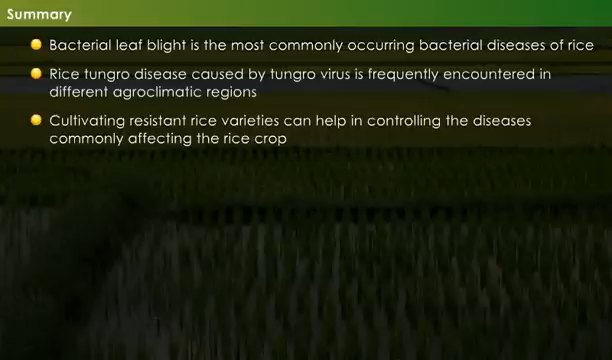 Summary
Bacterial leaf blight is the most commonly occurring bacterial diseases of rice
Rice tungro disease caused by tungro virus is frequently encountered in
different agroclimatic regions
Cultivating resistant rice varieties can help in controlling the diseases
commonly affecting the rice crop